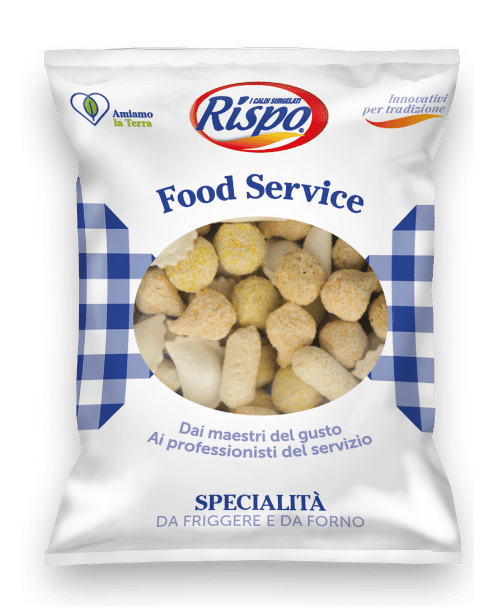 Amiamo
la Terra
I CALDI SURGELATI
Rispo®
Innovativi
per tradizione
Food Service
Dai maestri del gusto
Ai professionisti del servizio
SPECIALITÀ
DA FRIGGERE E DA FORNO